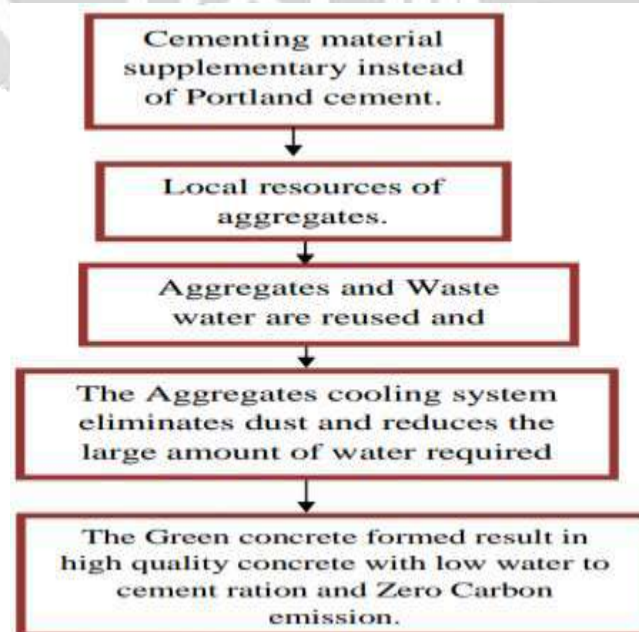 Cementing material
supplementary instead
of Portland cement.
Local resources of
aggregates.
Aggregates and Waste
water are reused and
The Aggregates cooling system
eliminates dust and reduces the
large amount of water required
The Green concrete formed result in
high quality concrete with low water to
cement ration and Zero Carbon
emission.